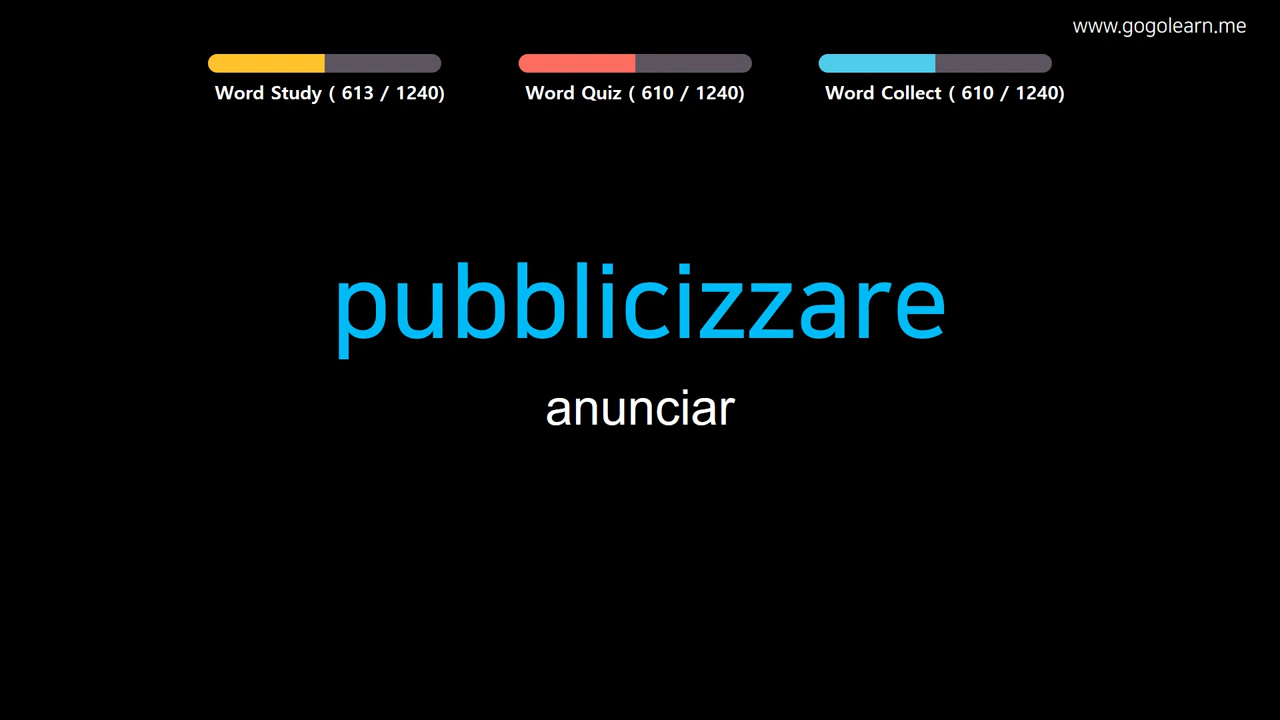 www.gogolearn.me
Word Study ( 613 / 1240)
Word Quiz ( 610 / 1240)
Word Collect ( 610 / 1240)
pubblicizzare
anunciar